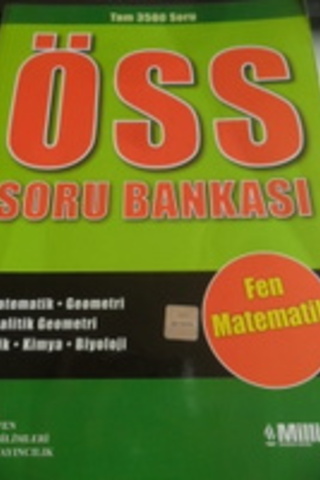 Tam 3500 Soru
ÖSS
SORU BANKASI
atematik • Geometri
alitik Geometri
ik • Kimya • Biyoloji
Fen
Matemati
FEN
BİLİMLERİ
YAYINCILIK
Milli